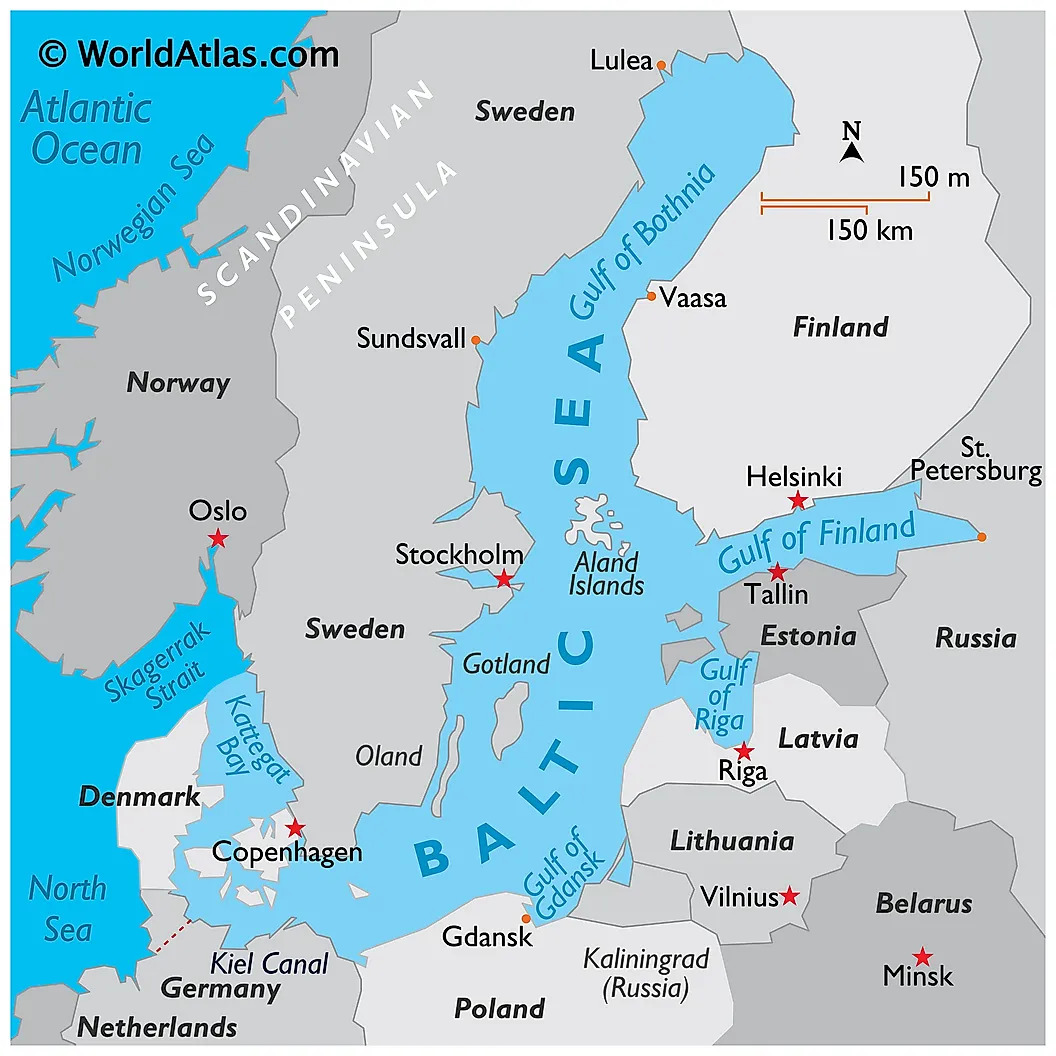 © WorldAtlas.com
Lulea
Atlantic
Ocean
Sweden
Norwegian Sea
SCANDINAVIAN
PENINSULA
N
150 m
150 km
Gulf of Bothnia
Vaasa
Sundsvall
Finland
Norway
BALTIC SEA
St.
Petersburg
Helsinki
Oslo
Gulf of Finland
Stockholm
Aland
Islands
Tallin
Sweden
Estonia
Russia
Skagerrak
Strait
Gotland
Gulf
of
Riga
Kattegat
Bay
Oland
Latvia
Riga
Denmark
Copenhagen
Lithuania
Gulf of
Gdansk
Vilnius
North
Sea
Belarus
Gdansk
Kiel Canal
Kaliningrad
(Russia)
Minsk
Germany
Poland
Netherlands